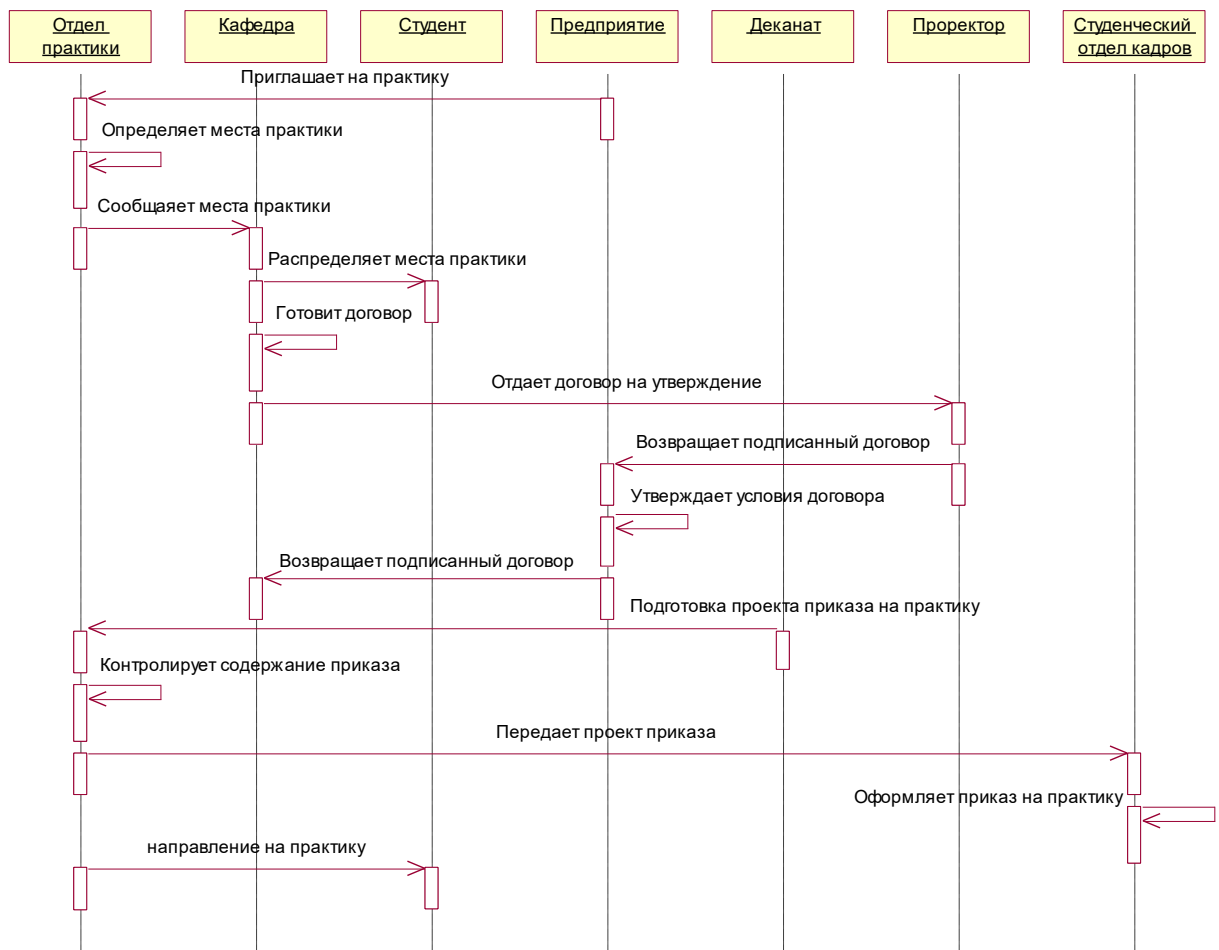 Отдел
практики
Кафедра
Студент
Предприятие
Деканат
Проректор
Студенческий
отдел кадров
Приглашает на практику
Определяет места практики
Сообщаяет места практики
Распределяет места практики
Готовит договор
Отдает договор на утверждение
Возвращает подписанный договор
Утверждает условия договора
Возвращает подписанный договор
Подготовка проекта приказа на практику
Контролирует содержание приказа
Передает проект приказа
Оформляет приказ на практику
направление на практику